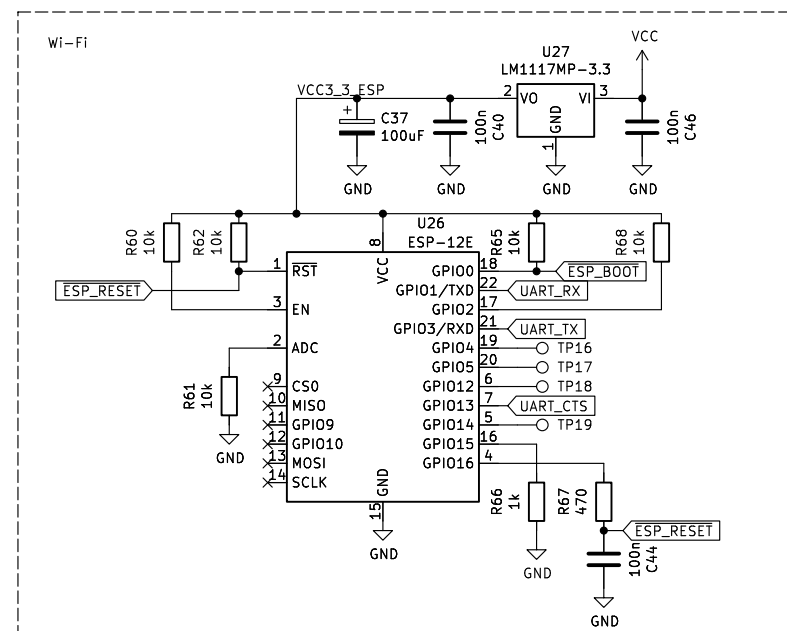 Wi-Fi
VCC
U27
LM1117MP-3.3
VCC3_3_ESP
2 VO VI 3
GND
1
+
C37
100uF
100n
C40
100n
C46
GND
GND
GND
GND
R60
10k
R62
10k
R65
10k
R68
10k
U26
ESP-12E
8
VCC
1 RST
GPIO0 18
ESP_BOOT
ESP_RESET
GPIO1/TXD 22
UART_RX
3 EN
GPIO2 17
GPIO3/RXD 21
UART_TX
2 ADC
GPIO4 19
TP16
GPIO5 20
TP17
R61
10k
9 CS0
GPIO12 6
TP18
10 MISO
GPIO13 7
UART_CTS
11 GPIO9
GPIO14 5
TP19
12 GPIO10
GPIO15 16
GND
13 MOSI
GPIO16 4
14 SCLK
GND
15
GND
R66
1k
R67
470
ESP_RESET
100n
C44
GND
GND